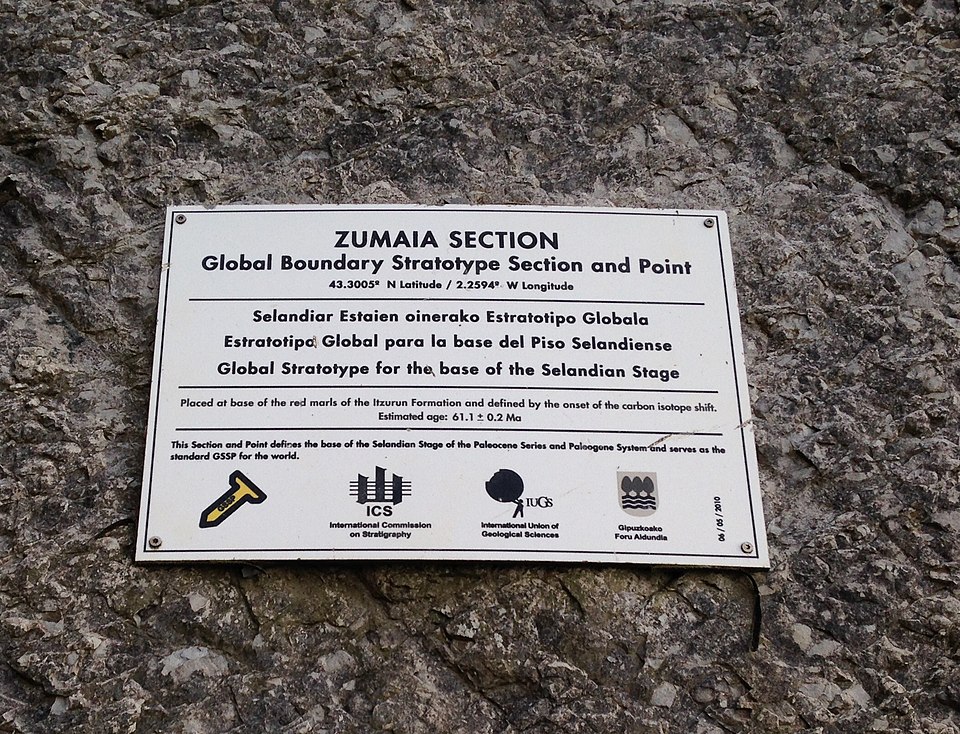 ZUMAIA SECTION
Global Boundary Stratotype Section and Point
43.3005º N Latitude / 2.2594º W Longitude
Selandiar Estaien oinerako Estratotipo Globala
Estratotipo Global para la base del Piso Selandiense
Global Stratotype for the base of the Selandian Stage
Placed at base of the red marls of the Itzurun Formation and defined by the onset of the carbon isotope shift.
Estimated age: 61.1 ± 0.2 Ma
This Section and Point defines the base of the Selandian Stage of the Paleocene Series and Paleogene System and serves as the
standard GSSP for the world.
GSSP
ICS
International Commission
on Stratigraphy
IUGS
International Union of
Geological Sciences
Gipuzkoako
Foru Aldundia
06 / 05 / 2010